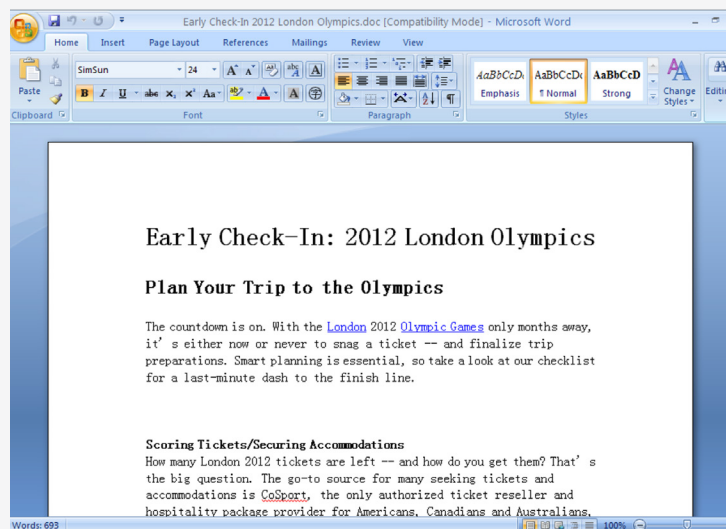 Early Check-In 2012 London Olympics.doc [Compatibility Mode] - Microsoft Word
Home Insert Page Layout References Mailings Review View
SimSun 24
Paste
B I U abc x₂ x² Aa A A
AaBbCcDc AaBbCcDc AaBbCcD
Emphasis ¶ Normal Strong
Change Styles
Clipboard Font Paragraph Styles
Early Check-In: 2012 London Olympics
Plan Your Trip to the Olympics
The countdown is on. With the London 2012 Olympic Games only months away,
it's either now or never to snag a ticket -- and finalize trip
preparations. Smart planning is essential, so take a look at our checklist
for a last-minute dash to the finish line.
Scoring Tickets/Securing Accommodations
How many London 2012 tickets are left -- and how do you get them? That's
the big question. The go-to source for many seeking tickets and
accommodations is CoSport, the only authorized ticket reseller and
hospitality package provider for Americans, Canadians and Australians,
Words: 693 100%